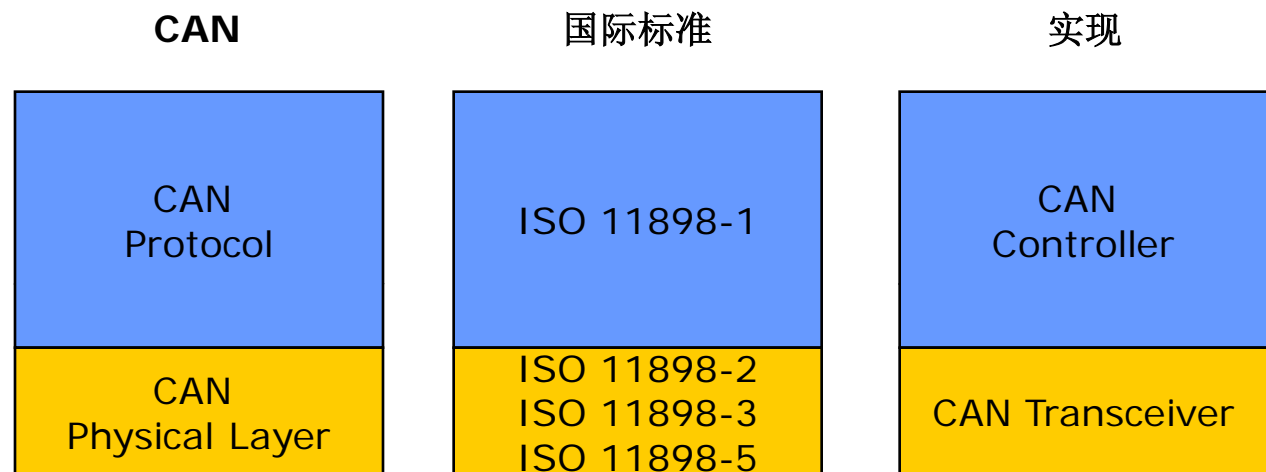 CAN
国际标准
实现
CAN
Protocol
ISO 11898-1
CAN
Controller
CAN
Physical Layer
ISO 11898-2
ISO 11898-3
ISO 11898-5
CAN Transceiver